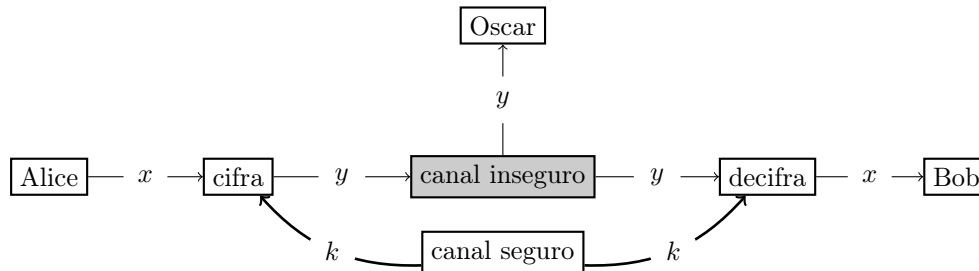 Oscar
y
Alice x cifra y canal inseguro y decifra x Bob
k canal seguro k